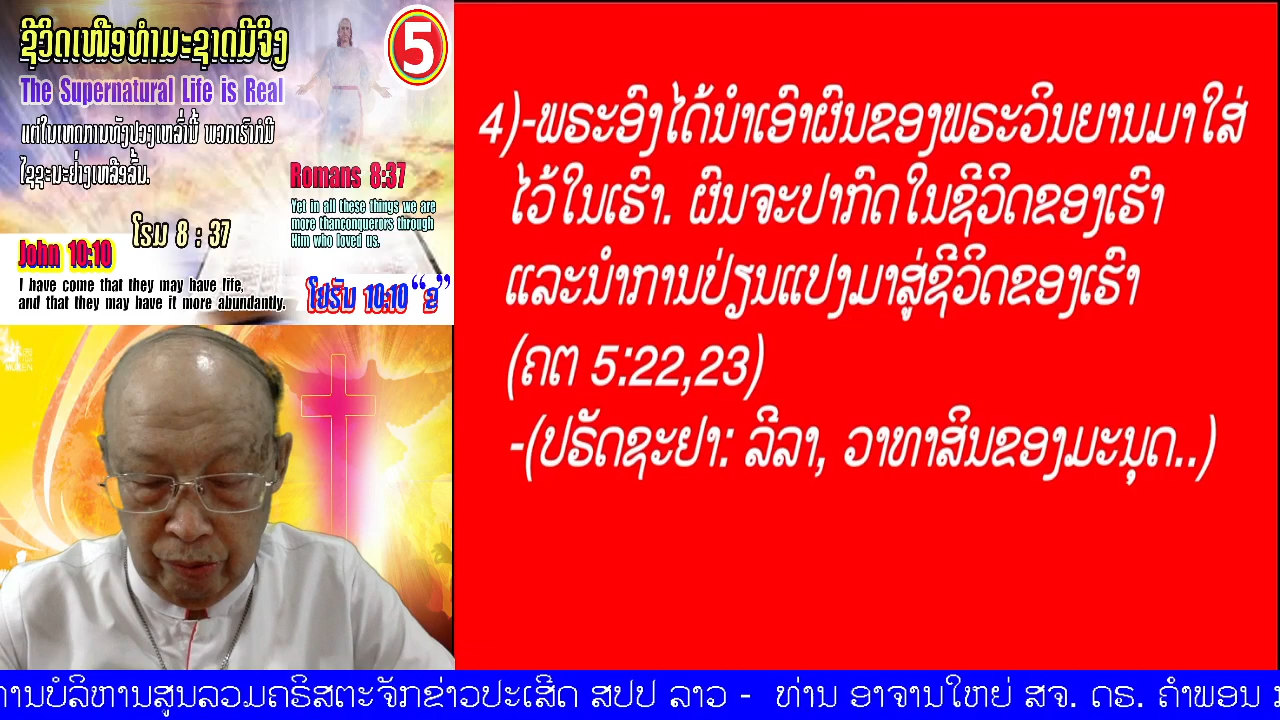 ຊີວິດເໜືອທຳມະຊາດມີຈິງ
5
The Supernatural Life is Real
ແຕ່ໃນເຫດການທັງປວງເຫລົ່ານີ້ ພວກເຮົາກໍມີ
ໄຊຊະນະຢ່າງເຫລືອລົ້ນ.
Romans 8:37
Yet in all these things we are
more thanconquerors through
Him who loved us.
ໂຣມ 8 : 37
John 10:10
I have come that they may have life,
and that they may have it more abundantly.
ໂປຣັມ 10:10 “ຂ”
4)-ພຣະອົງໄດ້ນຳເອົາຜົນຂອງພຣະວິນຍານມາໃສ່
ໄວ້ໃນເຮົາ. ຜົນຈະປາກົດໃນຊີວິດຂອງເຮົາ
ແລະນຳການປ່ຽນແປງມາສູ່ຊີວິດຂອງເຮົາ
(ຄຕ 5:22,23)
-(ປຣັດຊະຢາ: ລີລາ, ວາທາສິນຂອງມະນຸດ..)
ການບໍລິຫານສູນລວມຄຣິສຕະຈັກຂ່າວປະເສີດ ສປປ ລາວ - ທ່ານ ອາຈານໃຫຍ່ ສຈ. ດຣ. ຄຳພອນ